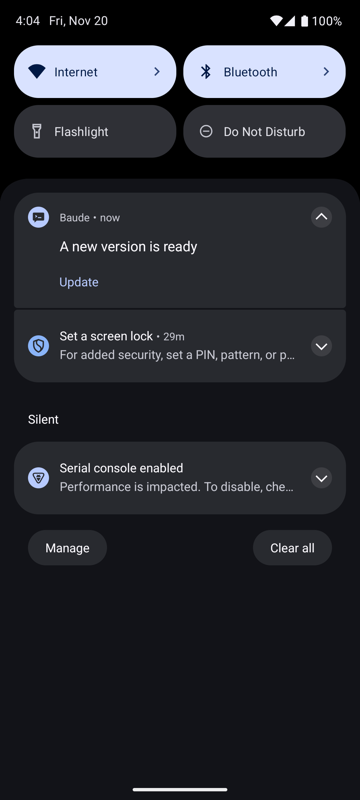 4:04 Fri, Nov 20 100%
Internet Bluetooth
Flashlight Do Not Disturb
Baude • now
A new version is ready
Update
Set a screen lock • 29m
For added security, set a PIN, pattern, or p…
Silent
Serial console enabled
Performance is impacted. To disable, che…
Manage Clear all